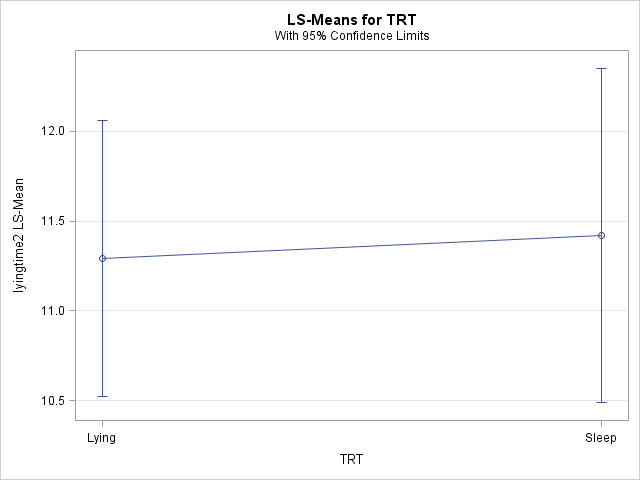 LS-Means for TRT
With 95% Confidence Limits
lyingtime2 LS-Mean
12.0
11.5
11.0
10.5
Lying
Sleep
TRT